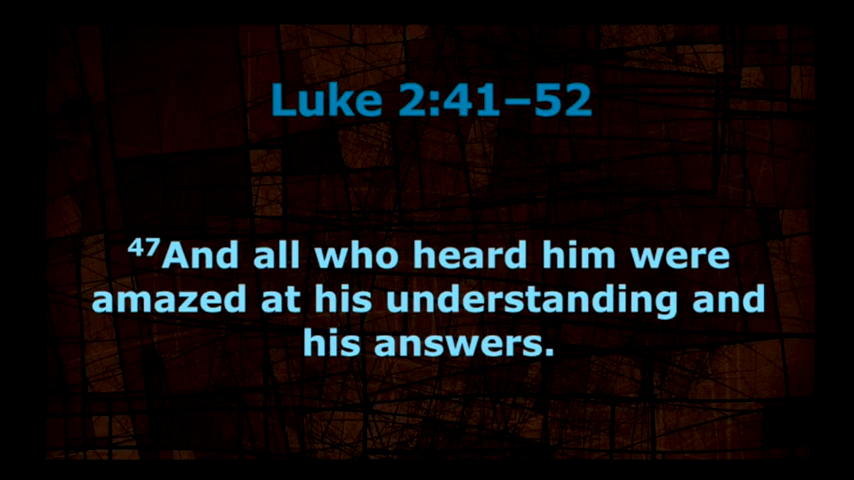 Luke 2:41–52
47And all who heard him were
amazed at his understanding and
his answers.